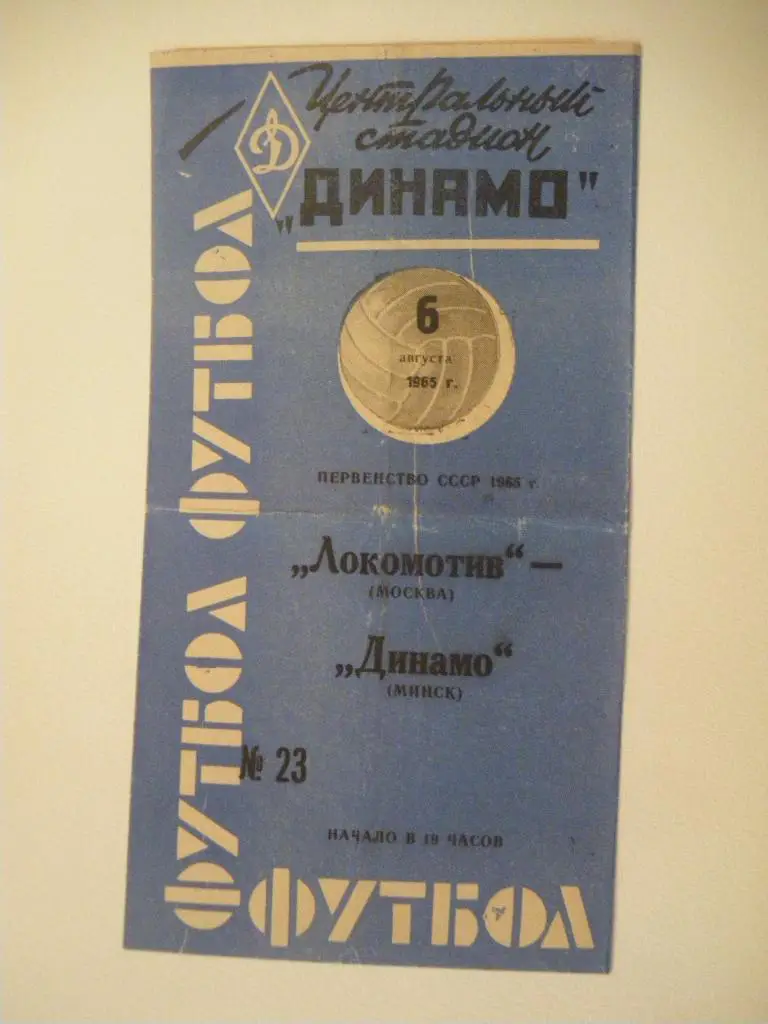 Центральный
стадион
„ДИНАМО"
Д
6
августа
1965 г.
ПЕРВЕНСТВО СССР 1965 г.
„Локомотив“ —
(МОСКВА)
„Динамо“
(МИНСК)
№ 23
НАЧАЛО В 19 ЧАСОВ
ФУТБОЛ ФУТБОЛ
ФУТБОЛ